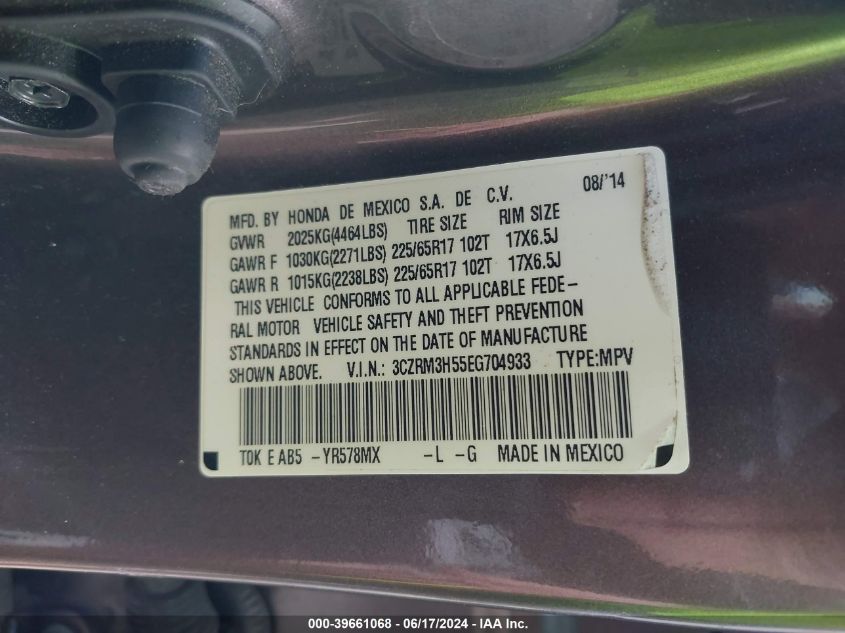 MFD. BY HONDA DE MEXICO S.A. DE C.V. 08/'14
GVWR 2025KG(4464LBS) TIRE SIZE RIM SIZE
GAWR F 1030KG(2271LBS) 225/65R17 102T 17X6.5J
GAWR R 1015KG(2238LBS) 225/65R17 102T 17X6.5J
THIS VEHICLE CONFORMS TO ALL APPLICABLE FEDE-
RAL MOTOR VEHICLE SAFETY AND THEFT PREVENTION
STANDARDS IN EFFECT ON THE DATE OF MANUFACTURE
SHOWN ABOVE. V.I.N.: 3CZRM3H55EG704933 TYPE:MPV
TOK E AB5 -YR578MX -L -G MADE IN MEXICO
000-39661068 - 06/17/2024 - IAA Inc.